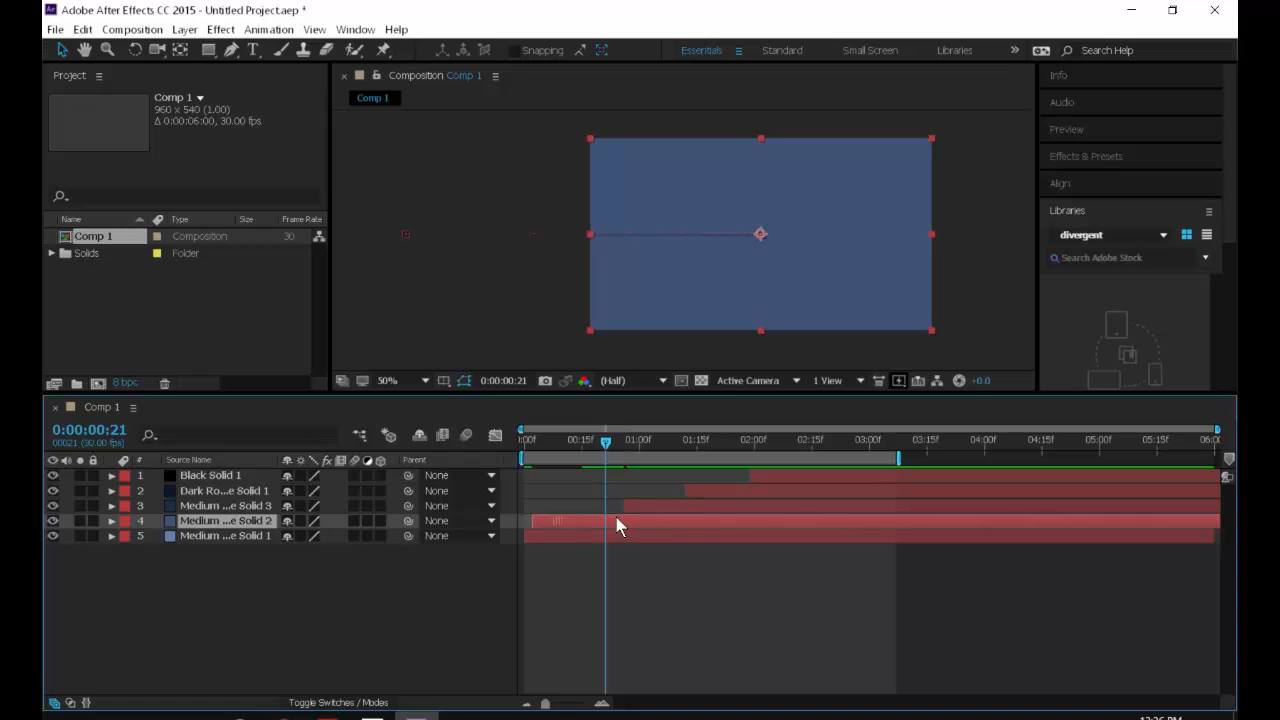 Adobe After Effects CC 2015 - Untitled Project.aep *
File Edit Composition Layer Effect Animation View Window Help
Snapping Essentials Standard Small Screen Libraries » Search Help
Project
Comp 1
960 x 540 (1.00)
Δ 0:00:06:00, 30.00 fps
Name Type Size Frame Rate
Comp 1 Composition 30
Solids Folder
8 bpc
Composition Comp 1
Comp 1
50% 0:00:00:21 (Half) Active Camera 1 View +0.0
Info
Audio
Preview
Effects & Presets
Align
Libraries
divergent
Search Adobe Stock
Comp 1
0:00:00:21
00021 (30.00 fps)
:00f 00:15f 01:00f 01:15f 02:00f 02:15f 03:00f 03:15f 04:00f 04:15f 05:00f 05:15f 06:0
# Source Name fx Parent
1 Black Solid 1 None
2 Dark Ro...e Solid 1 None
3 Medium ...e Solid 3 None
4 Medium ...e Solid 2 None
5 Medium ...e Solid 1 None
Toggle Switches / Modes